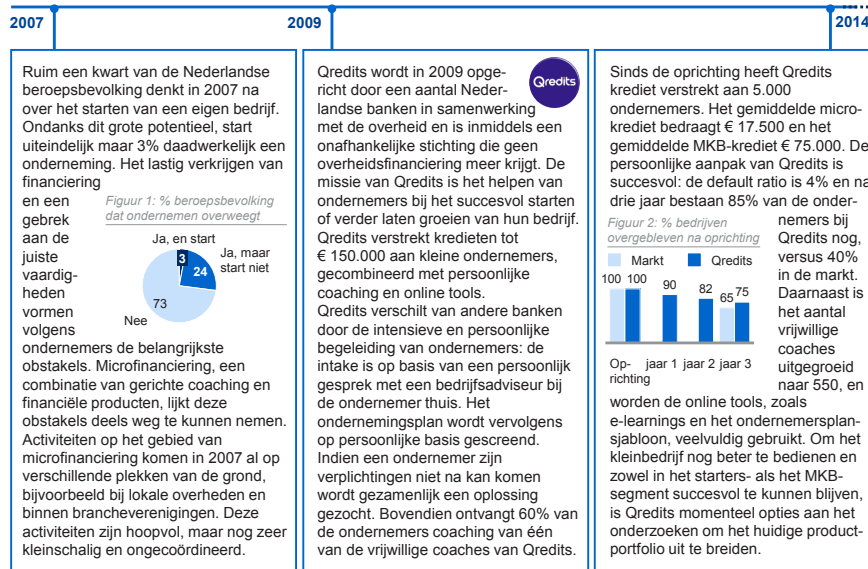 2007
2009
2014
Ruim een kwart van de Nederlandse
beroepsbevolking denkt in 2007 na
over het starten van een eigen bedrijf.
Ondanks dit grote potentieel, start
uiteindelijk maar 3% daadwerkelijk een
onderneming. Het lastig verkrijgen van
financiering
en een
gebrek
aan de
juiste
vaardig-
heden
vormen
volgens
Figuur 1: % beroepsbevolking
dat ondernemen overweegt
Ja, en start
Ja, maar
start niet
3
24
73
Nee
ondernemers de belangrijkste
obstakels. Microfinanciering, een
combinatie van gerichte coaching en
financiële producten, lijkt deze
obstakels deels weg te kunnen nemen.
Activiteiten op het gebied van
microfinanciering komen in 2007 al op
verschillende plekken van de grond,
bijvoorbeeld bij lokale overheden en
binnen brancheverenigingen. Deze
activiteiten zijn hoopvol, maar nog zeer
kleinschalig en ongecoördineerd.
Qredits wordt in 2009 opge-
richt door een aantal Neder-
landse banken in samenwerking
met de overheid en is inmiddels een
onafhankelijke stichting die geen
overheidsfinanciering meer krijgt. De
missie van Qredits is het helpen van
ondernemers bij het succesvol starten
of verder laten groeien van hun bedrijf.
Qredits verstrekt kredieten tot
€ 150.000 aan kleine ondernemers,
gecombineerd met persoonlijke
coaching en online tools.
Qredits verschilt van andere banken
door de intensieve en persoonlijke
begeleiding van ondernemers: de
intake is op basis van een persoonlijk
gesprek met een bedrijfsadviseur bij
de ondernemer thuis. Het
ondernemingsplan wordt vervolgens
op persoonlijke basis gescreend.
Indien een ondernemer zijn
verplichtingen niet na kan komen
wordt gezamenlijk een oplossing
gezocht. Bovendien ontvangt 60% van
de ondernemers coaching van één
van de vrijwillige coaches van Qredits.
Qredits
Sinds de oprichting heeft Qredits
krediet verstrekt aan 5.000
ondernemers. Het gemiddelde micro-
krediet bedraagt € 17.500 en het
gemiddelde MKB-krediet € 75.000. De
persoonlijke aanpak van Qredits is
succesvol: de default ratio is 4% en na
drie jaar bestaan 85% van de onder-
nemers bij
Qredits nog,
versus 40%
in de markt.
Daarnaast is
het aantal
vrijwillige
coaches
uitgegroeid
naar 550, en
Figuur 2: % bedrijven
overgebleven na oprichting
Markt
Qredits
100 100
90
82
65 75
Op-
richting
jaar 1 jaar 2 jaar 3
worden de online tools, zoals
e-learnings en het ondernemersplan-
sjabloon, veelvuldig gebruikt. Om het
kleinbedrijf nog beter te bedienen en
zowel in het starters- als het MKB-
segment succesvol te kunnen blijven,
is Qredits momenteel opties aan het
onderzoeken om het huidige product-
portfolio uit te breiden.